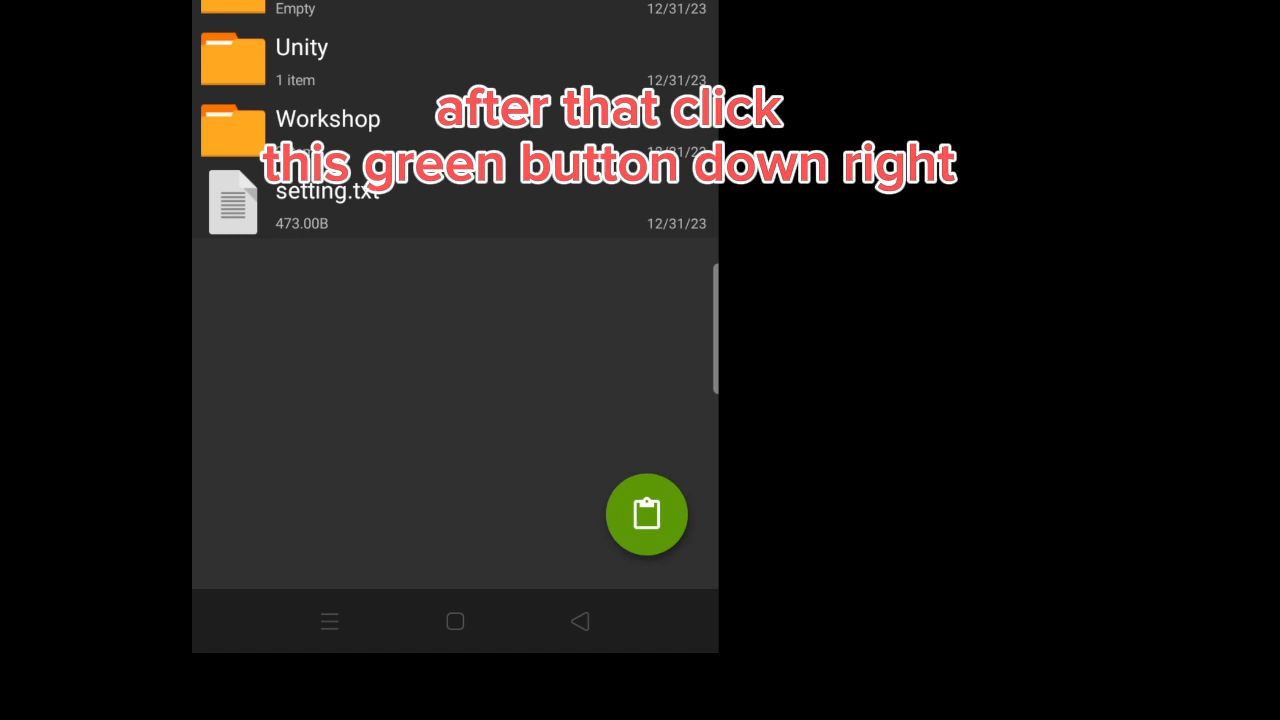 Empty 12/31/23
Unity
1 item 12/31/23
after that click
Workshop
this green button down right
setting.txt
473.00B 12/31/23